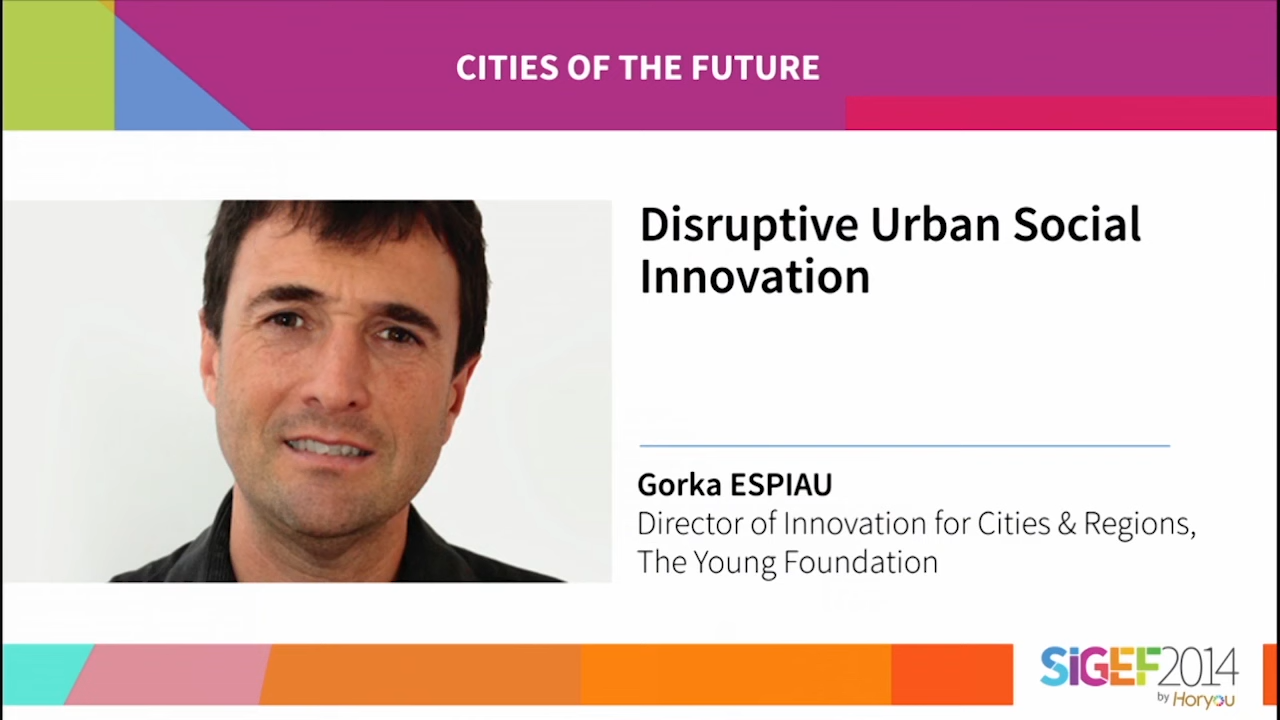 CITIES OF THE FUTURE
Disruptive Urban Social
Innovation
Gorka ESPIAU
Director of Innovation for Cities & Regions,
The Young Foundation
SiGEF2014
by Horyou